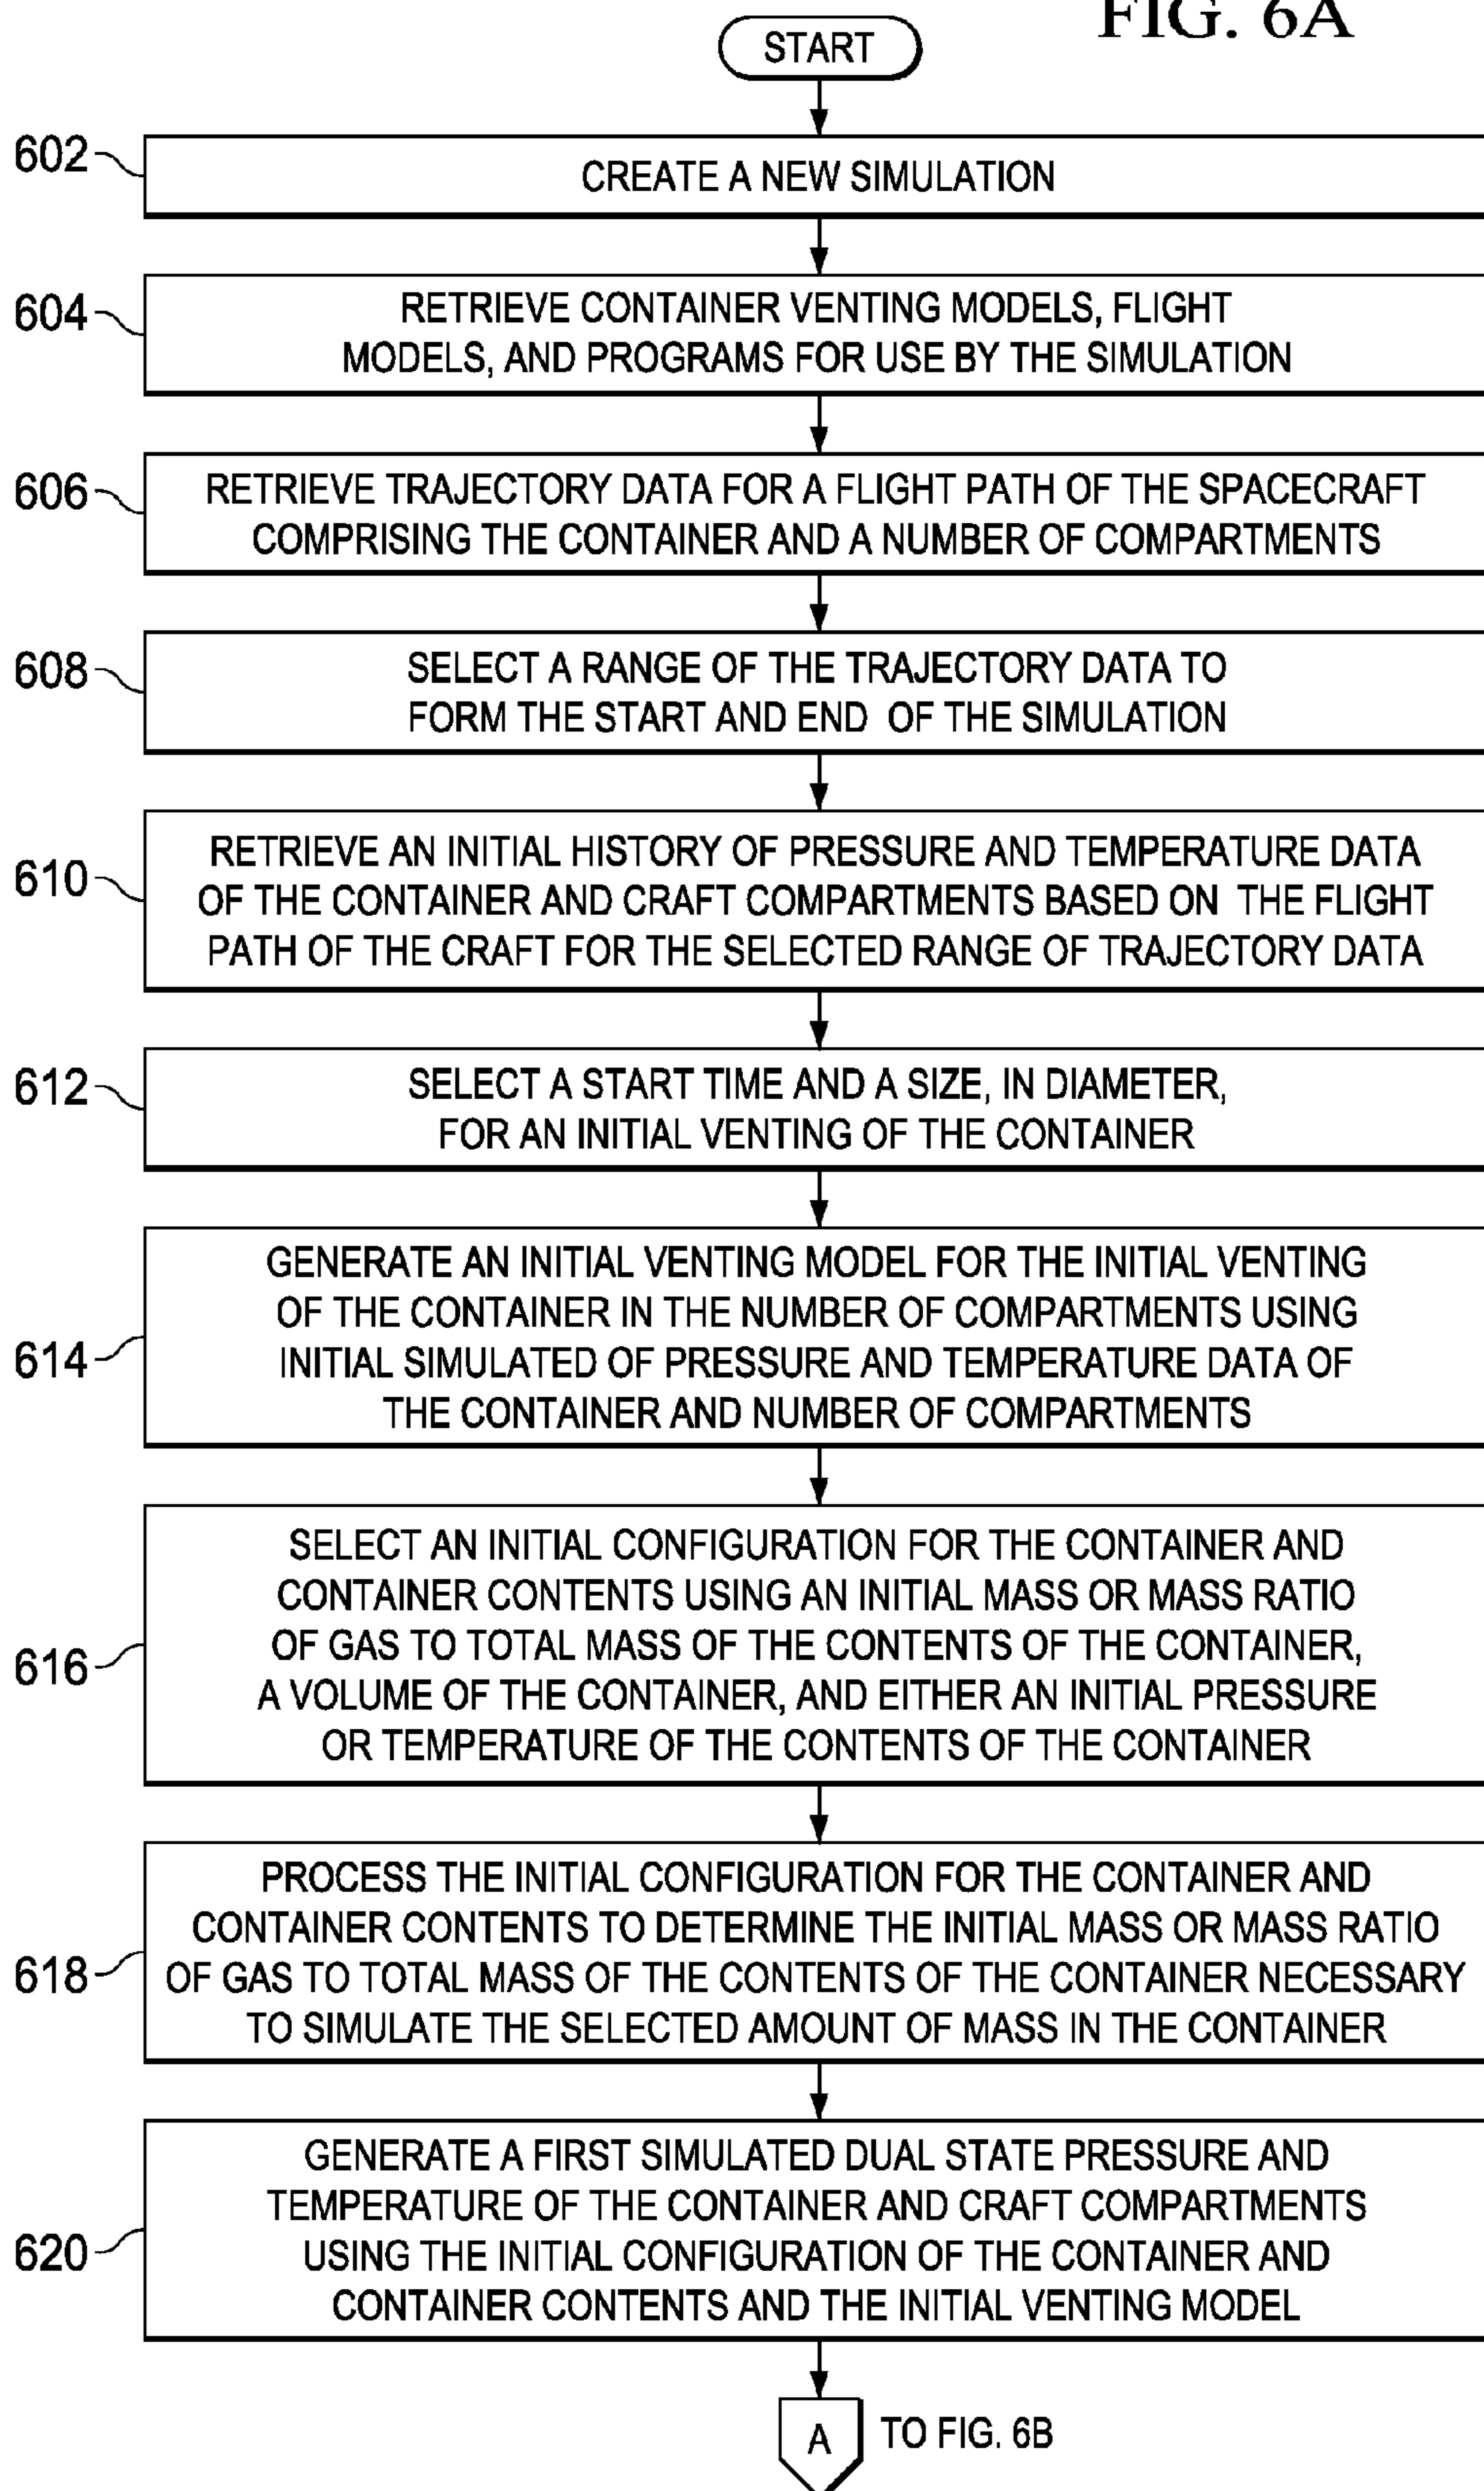 FIG. 6A
START
602
CREATE A NEW SIMULATION
604
RETRIEVE CONTAINER VENTING MODELS, FLIGHT
MODELS, AND PROGRAMS FOR USE BY THE SIMULATION
606
RETRIEVE TRAJECTORY DATA FOR A FLIGHT PATH OF THE SPACECRAFT
COMPRISING THE CONTAINER AND A NUMBER OF COMPARTMENTS
608
SELECT A RANGE OF THE TRAJECTORY DATA TO
FORM THE START AND END OF THE SIMULATION
610
RETRIEVE AN INITIAL HISTORY OF PRESSURE AND TEMPERATURE DATA
OF THE CONTAINER AND CRAFT COMPARTMENTS BASED ON THE FLIGHT
PATH OF THE CRAFT FOR THE SELECTED RANGE OF TRAJECTORY DATA
612
SELECT A START TIME AND A SIZE, IN DIAMETER,
FOR AN INITIAL VENTING OF THE CONTAINER
614
GENERATE AN INITIAL VENTING MODEL FOR THE INITIAL VENTING
OF THE CONTAINER IN THE NUMBER OF COMPARTMENTS USING
INITIAL SIMULATED OF PRESSURE AND TEMPERATURE DATA OF
THE CONTAINER AND NUMBER OF COMPARTMENTS
616
SELECT AN INITIAL CONFIGURATION FOR THE CONTAINER AND
CONTAINER CONTENTS USING AN INITIAL MASS OR MASS RATIO
OF GAS TO TOTAL MASS OF THE CONTENTS OF THE CONTAINER,
A VOLUME OF THE CONTAINER, AND EITHER AN INITIAL PRESSURE
OR TEMPERATURE OF THE CONTENTS OF THE CONTAINER
618
PROCESS THE INITIAL CONFIGURATION FOR THE CONTAINER AND
CONTAINER CONTENTS TO DETERMINE THE INITIAL MASS OR MASS RATIO
OF GAS TO TOTAL MASS OF THE CONTENTS OF THE CONTAINER NECESSARY
TO SIMULATE THE SELECTED AMOUNT OF MASS IN THE CONTAINER
620
GENERATE A FIRST SIMULATED DUAL STATE PRESSURE AND
TEMPERATURE OF THE CONTAINER AND CRAFT COMPARTMENTS
USING THE INITIAL CONFIGURATION OF THE CONTAINER AND
CONTAINER CONTENTS AND THE INITIAL VENTING MODEL
A
TO FIG. 6B